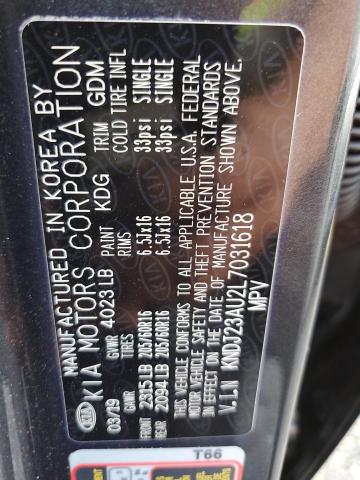 MANUFACTURED IN KOREA BY
KIA KIA MOTORS CORPORATION
03/19 GVWR 4023LB PAINT KDG TRIM GDM
GAWR TIRES RIMS COLD TIRE INFL
FRONT 2315LB 205/60R16 6.5JX16 33psi SINGLE
REAR 2094LB 205/60R16 6.5JX16 33psi SINGLE
THIS VEHICLE CONFORMS TO ALL APPLICABLE U.S.A. FEDERAL
MOTOR VEHICLE SAFETY AND THEFT PREVENTION STANDARDS
IN EFFECT ON THE DATE OF MANUFACTURE SHOWN ABOVE.
V.I.N KNDJ23AU2L7031618
MPV
T66